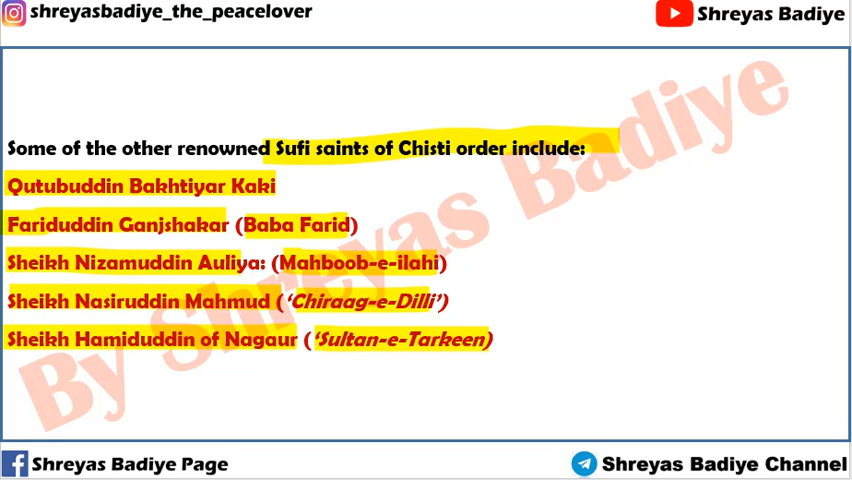 shreyasbadiye_the_peacelover
Shreyas Badiye
Some of the other renowned Sufi saints of Chisti order include:
Qutubuddin Bakhtiyar Kaki
Fariduddin Ganjshakar (Baba Farid)
Sheikh Nizamuddin Auliya: (Mahboob-e-ilahi)
Sheikh Nasiruddin Mahmud (‘Chiraag-e-Dilli’)
Sheikh Hamiduddin of Nagaur (‘Sultan-e-Tarkeen)
By Shreyas Badiye
Shreyas Badiye Page
Shreyas Badiye Channel